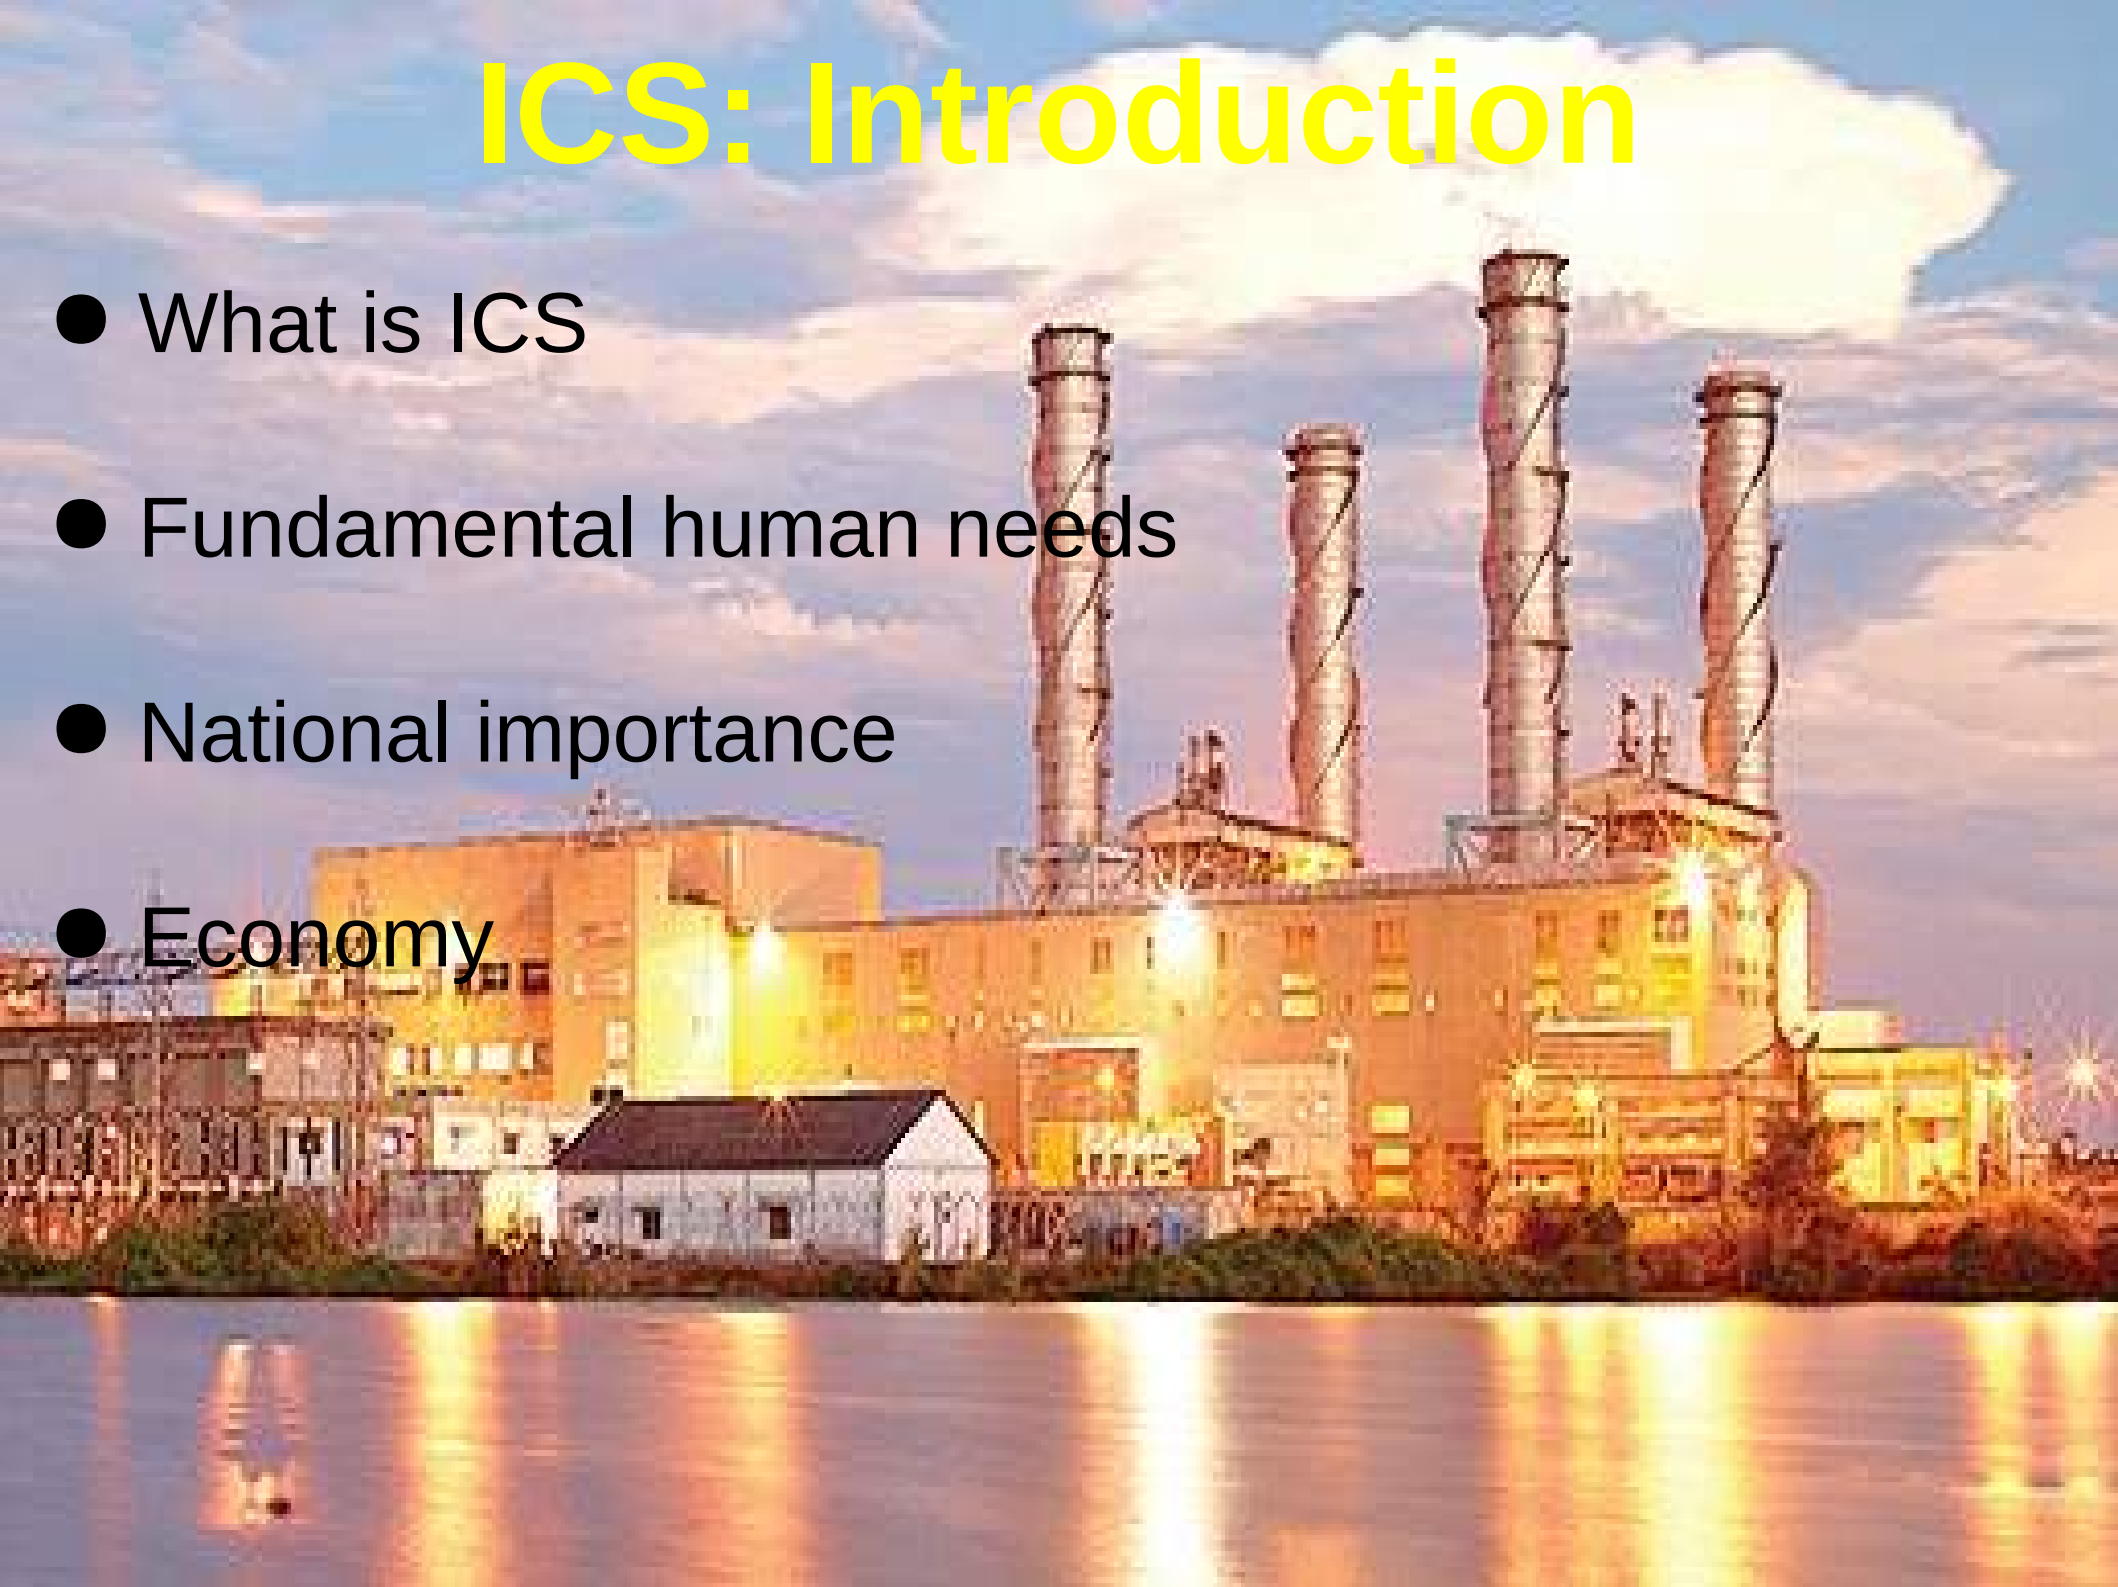 ICS: Introduction
● What is ICS
● Fundamental human needs
● National importance
● Economy